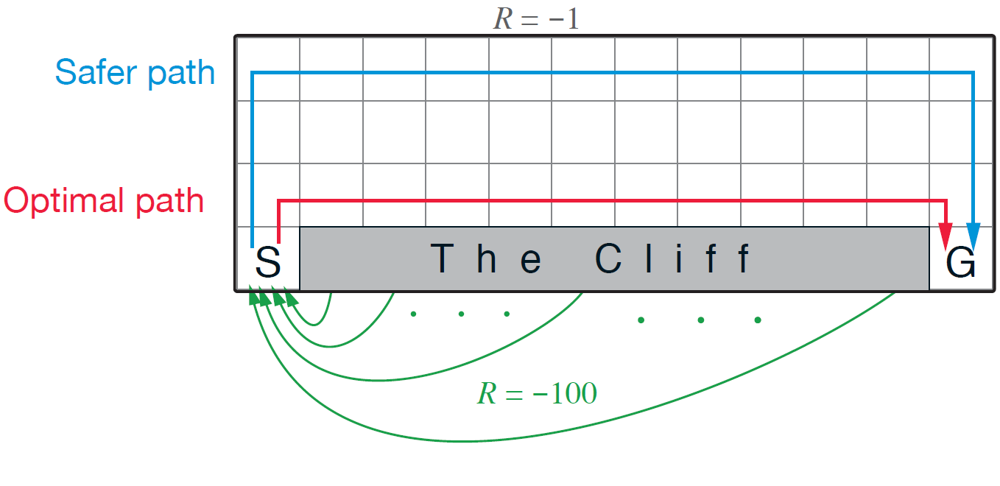 R = −1
Safer path
Optimal path
S
The Cliff
G
R = −100